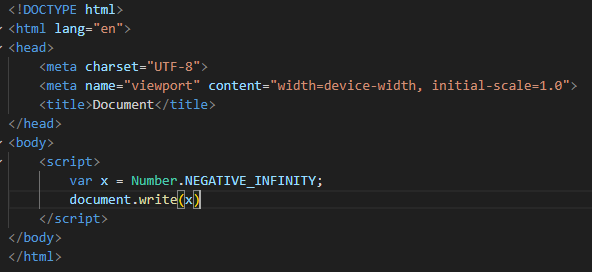 <!DOCTYPE html>
<html lang="en">
<head>
    <meta charset="UTF-8">
    <meta name="viewport" content="width=device-width, initial-scale=1.0">
    <title>Document</title>
</head>
<body>
    <script>
        var x = Number.NEGATIVE_INFINITY;
        document.write(x)
    </script>
</body>
</html>